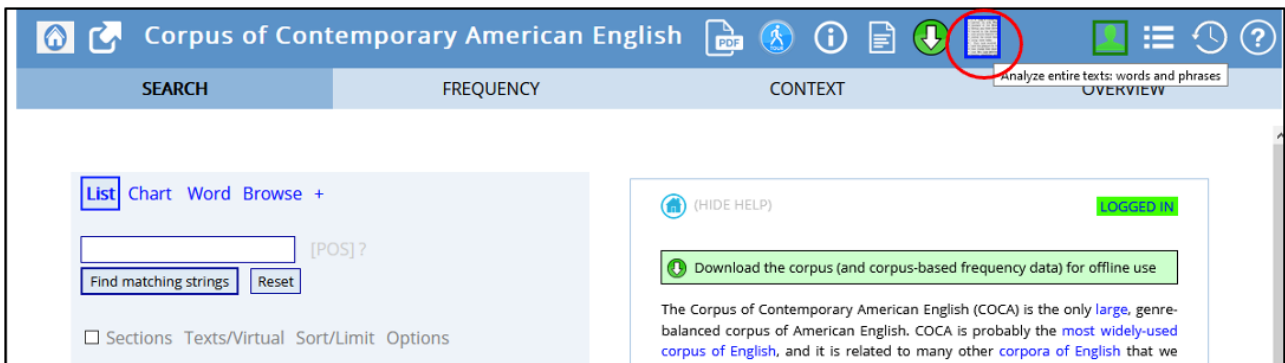 Corpus of Contemporary American English
PDF
TOUR
Analyze entire texts: words and phrases
SEARCH FREQUENCY CONTEXT OVERVIEW
List Chart Word Browse +
[POS] ?
Find matching strings Reset
Sections Texts/Virtual Sort/Limit Options
(HIDE HELP) LOGGED IN
Download the corpus (and corpus-based frequency data) for offline use
The Corpus of Contemporary American English (COCA) is the only large, genre-
balanced corpus of American English. COCA is probably the most widely-used
corpus of English, and it is related to many other corpora of English that we